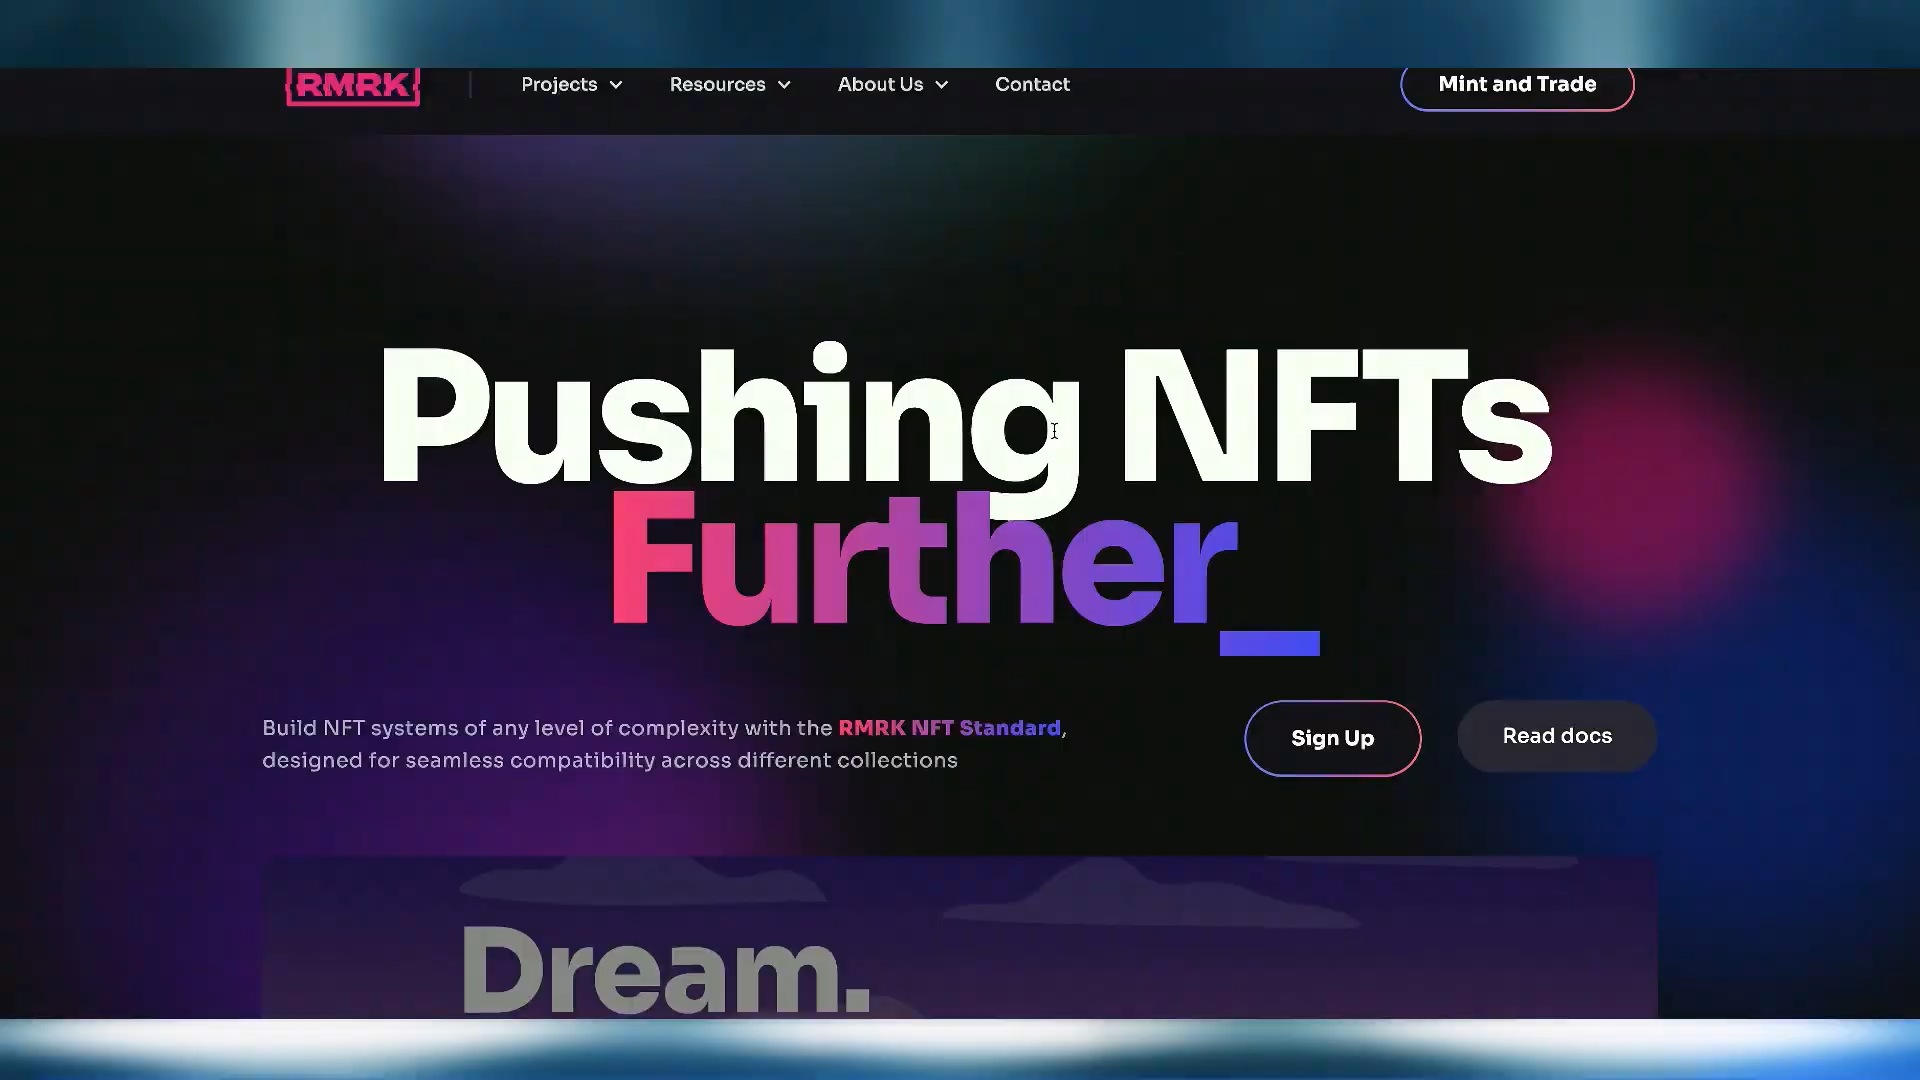 RMRK Projects Resources About Us Contact Mint and Trade
Pushing NFTs
Further_
Build NFT systems of any level of complexity with the RMRK NFT Standard,
designed for seamless compatibility across different collections
Sign Up Read docs
Dream.